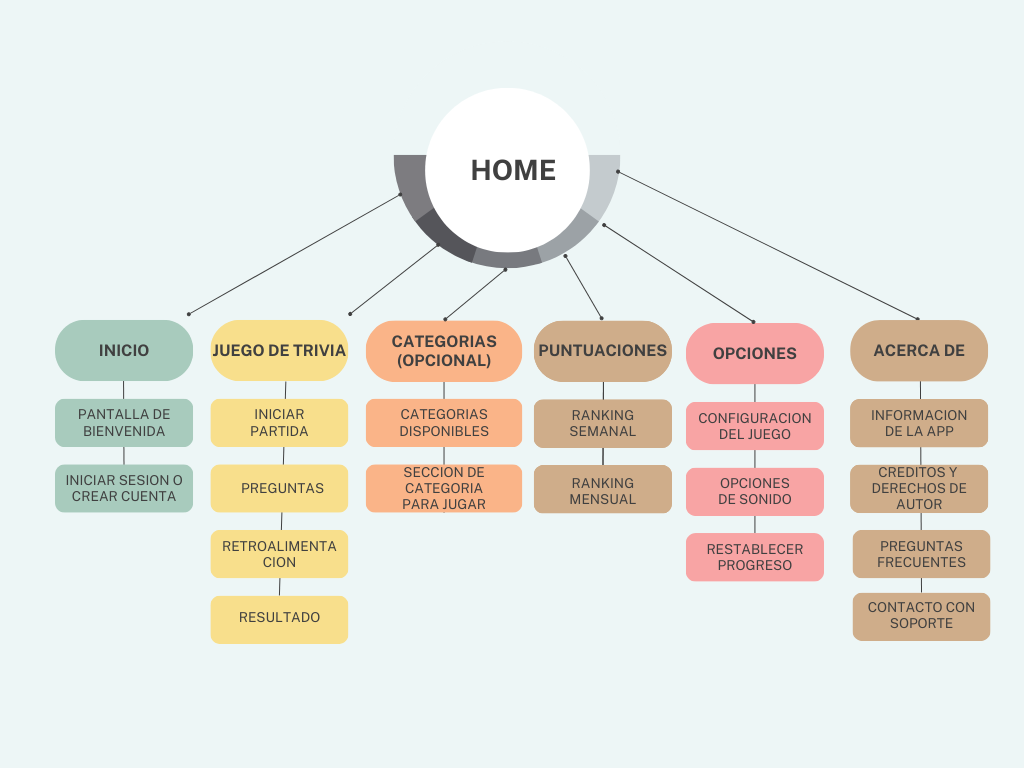 HOME
INICIO
PANTALLA DE
BIENVENIDA
INICIAR SESION O
CREAR CUENTA
JUEGO DE TRIVIA
INICIAR
PARTIDA
PREGUNTAS
RETROALIMENTA
CION
RESULTADO
CATEGORIAS
(OPCIONAL)
CATEGORIAS
DISPONIBLES
SECCION DE
CATEGORIA
PARA JUGAR
PUNTUACIONES
RANKING
SEMANAL
RANKING
MENSUAL
OPCIONES
CONFIGURACION
DEL JUEGO
OPCIONES
DE SONIDO
RESTABLECER
PROGRESO
ACERCA DE
INFORMACION
DE LA APP
CREDITOS Y
DERECHOS DE
AUTOR
PREGUNTAS
FRECUENTES
CONTACTO CON
SOPORTE